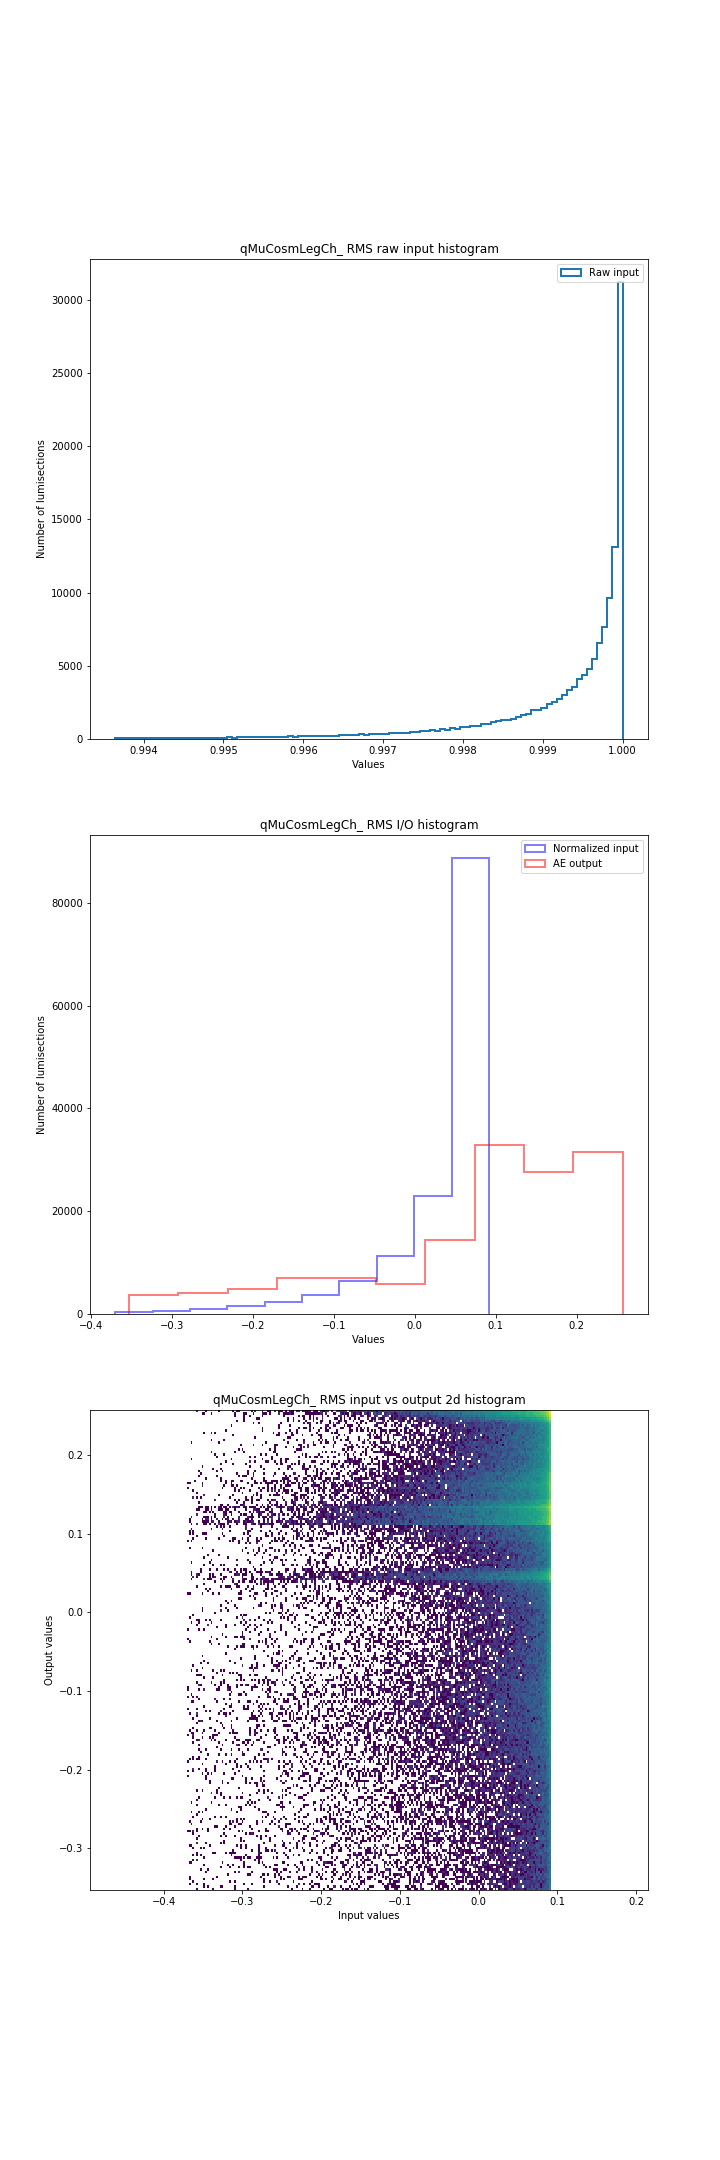 qMuCosmLegCh_ RMS raw input histogram
Raw input
30000
25000
20000
15000
10000
5000
0
Number of lumisections
0.994 0.995 0.996 0.997 0.998 0.999 1.000
Values
qMuCosmLegCh_ RMS I/O histogram
Normalized input
AE output
80000
60000
40000
20000
0
Number of lumisections
−0.4 −0.3 −0.2 −0.1 0.0 0.1 0.2
Values
qMuCosmLegCh_ RMS input vs output 2d histogram
0.2
0.1
0.0
−0.1
−0.2
−0.3
Output values
−0.4 −0.3 −0.2 −0.1 0.0 0.1 0.2
Input values